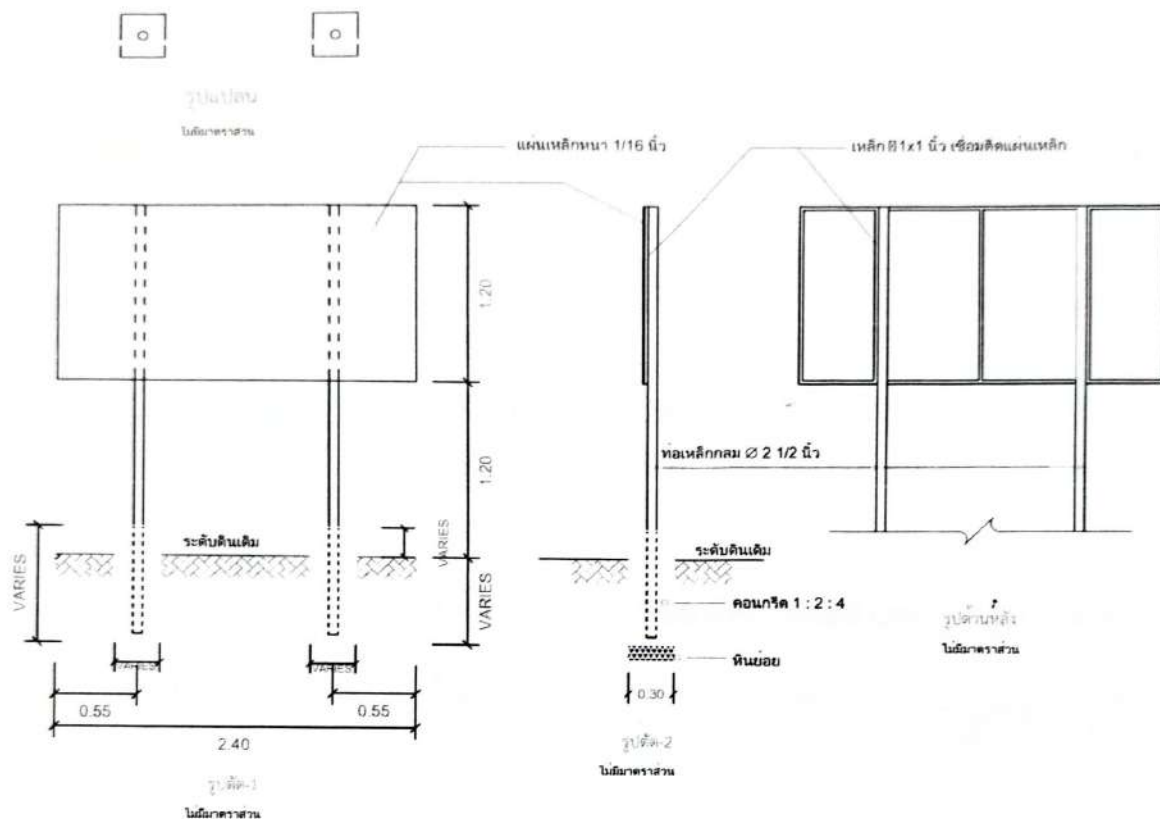 รูปแปลน
ไม่มีมาตราส่วน
แผ่นเหล็กหนา 1/16 นิ้ว
เหล็ก 1x1 นิ้ว เชื่อมติดแผ่นเหล็ก
1.20
1.20
ท่อเหล็กกลม Ø 2 1/2 นิ้ว
VARIES
ระดับดินเดิม
VARIES
VARIES
ระดับดินเดิม
คอนกรีต 1 : 2 : 4
หินย่อย
VARIES
VARIES
0.55
0.55
2.40
0.30
รูปตัด-1
ไม่มีมาตราส่วน
รูปตัด-2
ไม่มีมาตราส่วน
รูปด้านหลัง
ไม่มีมาตราส่วน